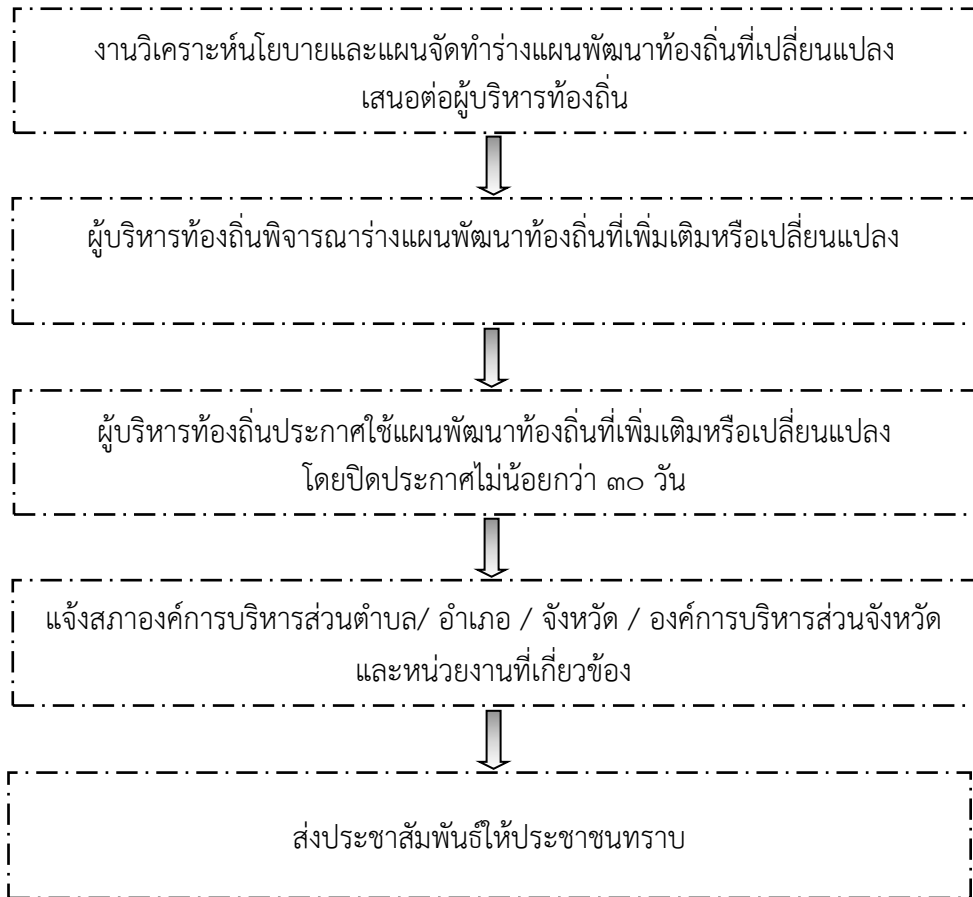 งานวิเคราะห์นโยบายและแผนจัดทำร่างแผนพัฒนาท้องถิ่นที่เปลี่ยนแปลง
เสนอต่อผู้บริหารท้องถิ่น
ผู้บริหารท้องถิ่นพิจารณาร่างแผนพัฒนาท้องถิ่นที่เพิ่มเติมหรือเปลี่ยนแปลง
ผู้บริหารท้องถิ่นประกาศใช้แผนพัฒนาท้องถิ่นที่เพิ่มเติมหรือเปลี่ยนแปลง
โดยปิดประกาศไม่น้อยกว่า ๓๐ วัน
แจ้งสภาองค์การบริหารส่วนตำบล/ อำเภอ / จังหวัด / องค์การบริหารส่วนจังหวัด
และหน่วยงานที่เกี่ยวข้อง
ส่งประชาสัมพันธ์ให้ประชาชนทราบ